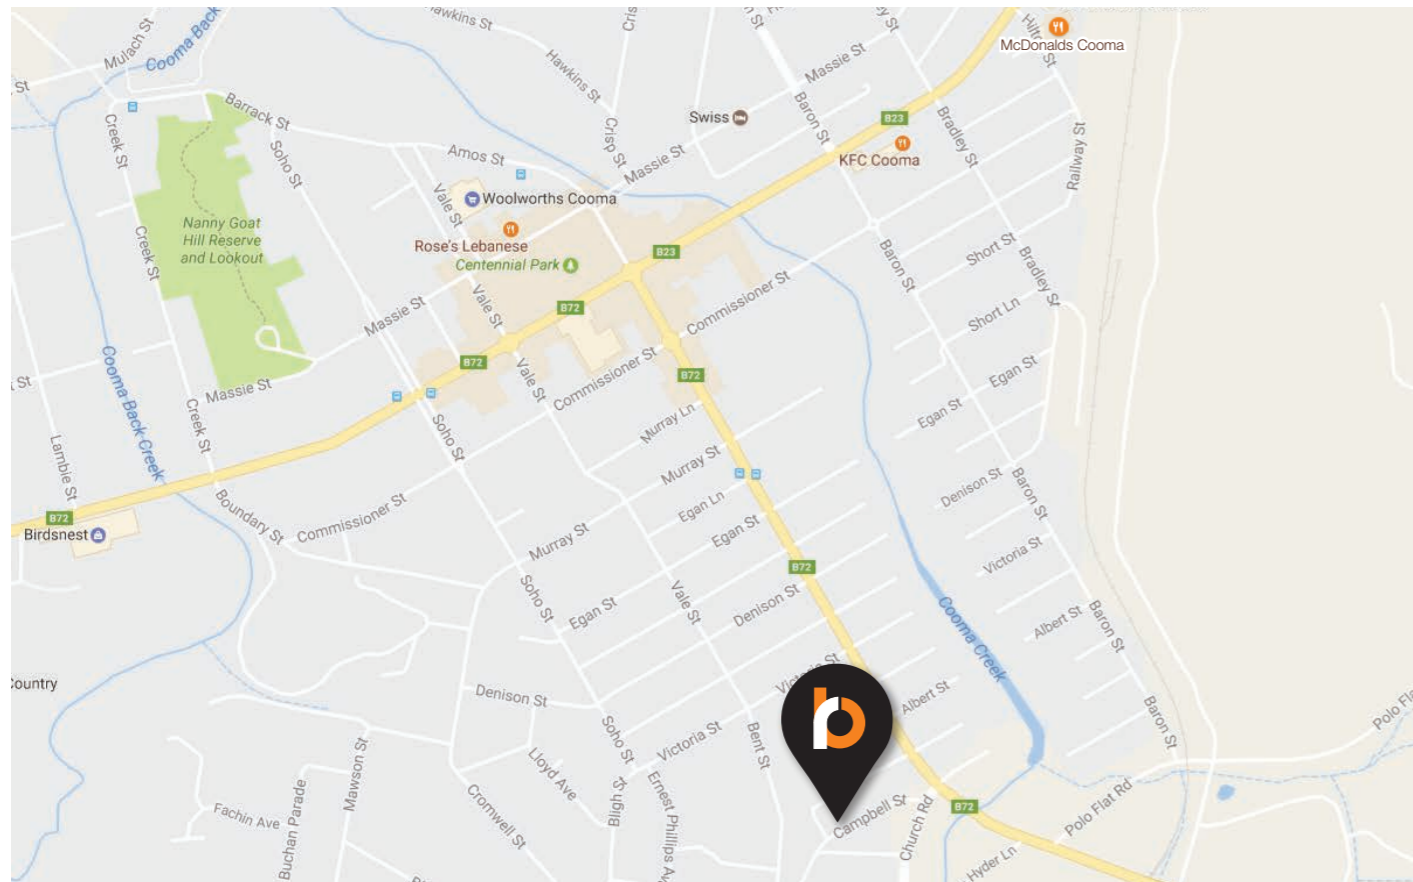 Hawkins St
Mulach St
Cooma Back
McDonalds Cooma
Massie St
Hawkins St
Barrack St
Creek St
Soho St
Amos St
Crisp St
Swiss
Massie St
Baron St
B23
Bradley St
KFC Cooma
Railway St
Vale St
Woolworths Cooma
Nanny Goat
Hill Reserve
and Lookout
Rose's Lebanese
Centennial Park
Creek St
B23
Baron St
Short St
Bradley St
Vale St
Commissioner St
B72
Massie St
Short Ln
Cooma Back Creek
B72
Vale St
Commissioner St
B72
Egan St
Massie St
Creek St
Murray Ln
Egan St
Soho St
Lambie St
Murray St
Denison St
Baron St
B72
Birdsnest
Boundary St
Commissioner St
Egan Ln
Egan St
Murray St
Victoria St
B72
Soho St
Egan St
Vale St
Denison St
Cooma Creek
Albert St
Baron St
Country
Denison St
Albert St
Baron St
Soho St
Victoria St
Bent St
Lloyd Ave
Mawson St
Bligh St
Ernest Phillips Av
Cromwell St
Fachin Ave
Buchan Parade
Campbell St
Church Rd
B72
Polo Flat Rd
Hyder Ln